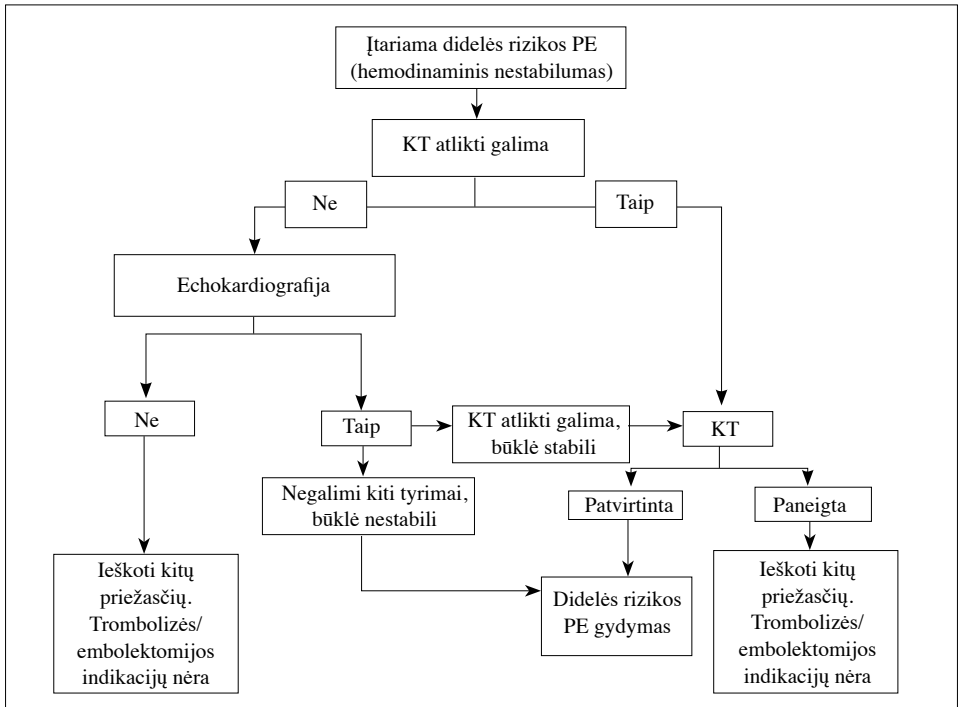 Įtariama didelės rizikos PE
(hemodinaminis nestabilumas)
KT atlikti galima
Ne
Taip
Echokardiografija
Ne
Taip
KT atlikti galima,
būklė stabili
KT
Negalimi kiti tyrimai,
būklė nestabili
Patvirtinta
Paneigta
Ieškoti kitų
priežasčių.
Trombolizės/
embolektomijos
indikacijų nėra
Didelės rizikos
PE gydymas
Ieškoti kitų
priežasčių.
Trombolizės/
embolektomijos
indikacijų nėra